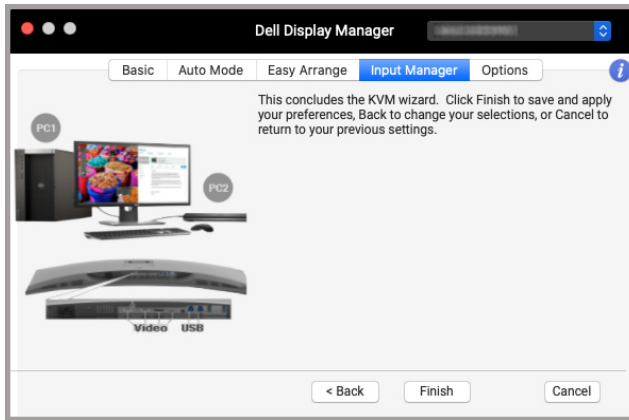 Dell Display Manager
Basic Auto Mode Easy Arrange Input Manager Options i
This concludes the KVM wizard. Click Finish to save and apply
your preferences, Back to change your selections, or Cancel to
return to your previous settings.
PC1
PC2
Video USB
< Back Finish Cancel